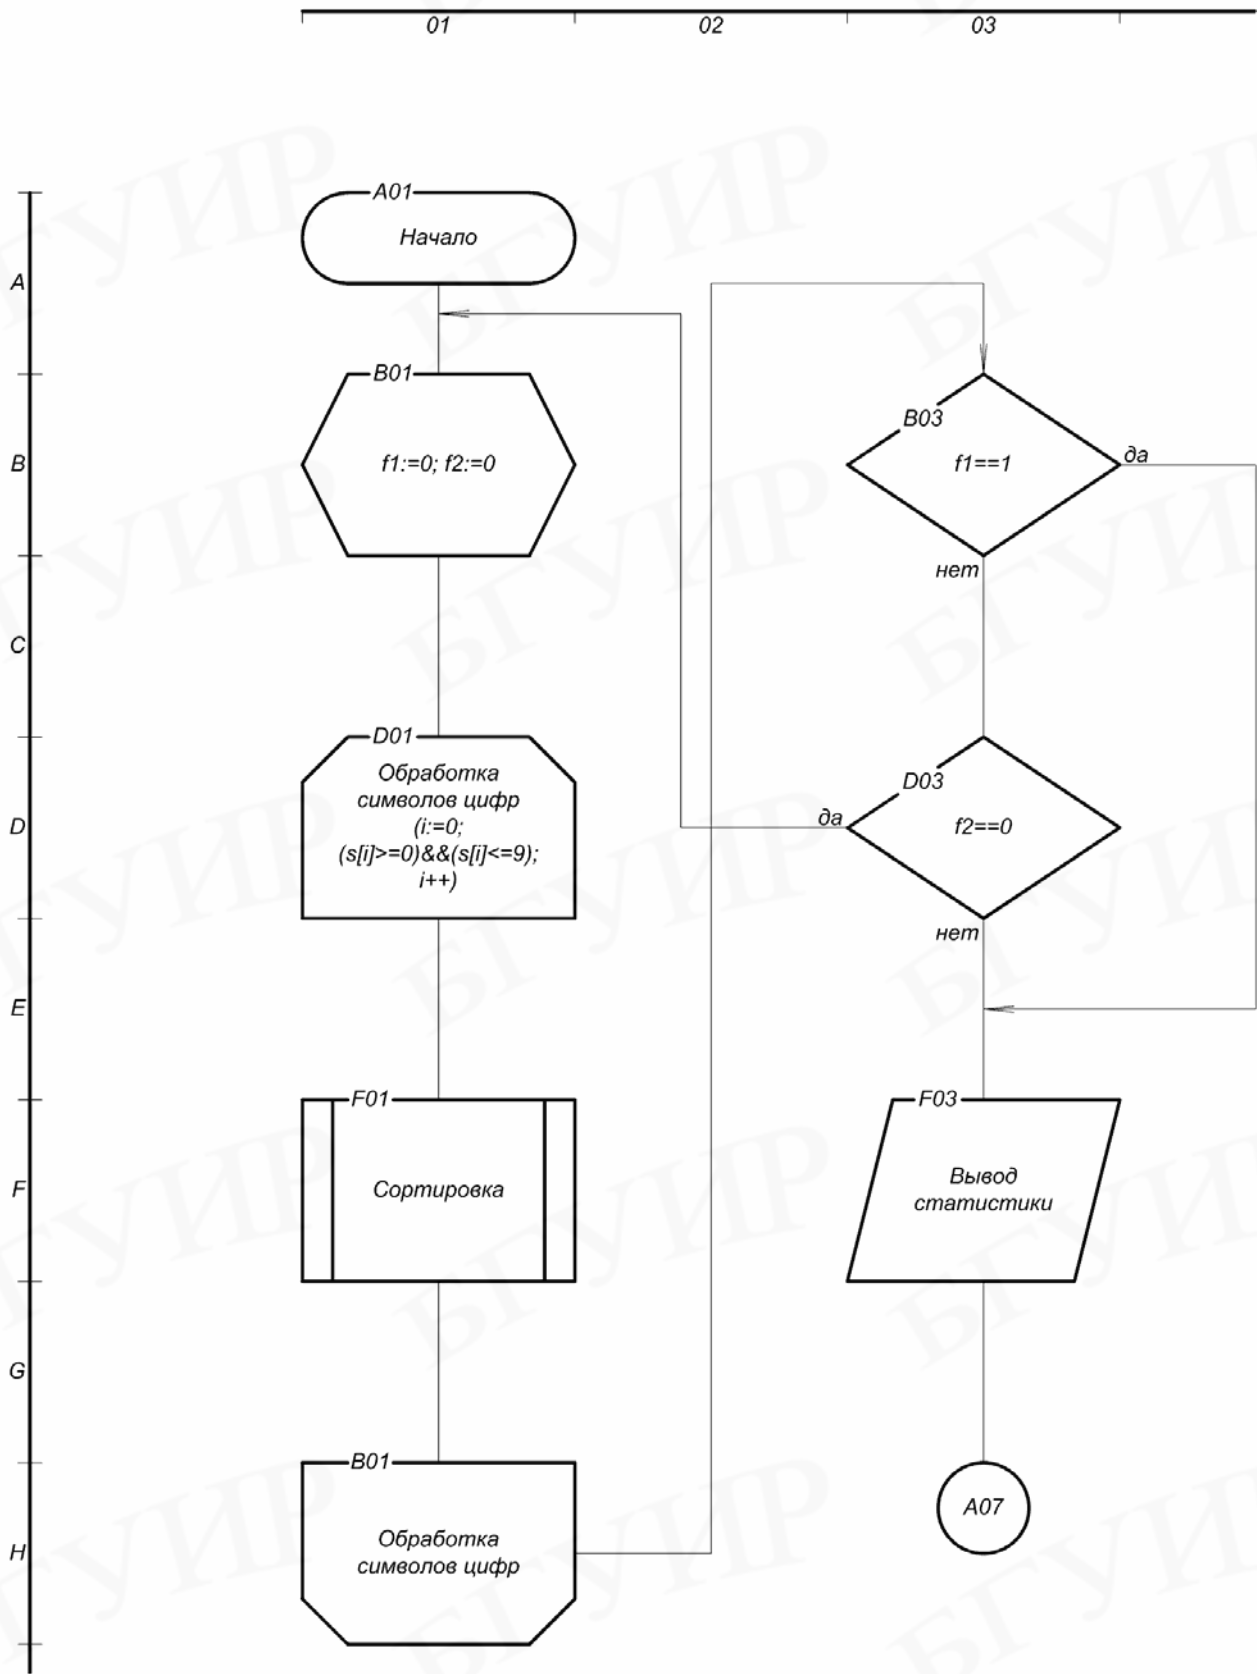 01
02
03
A01
Начало
A
B01
f1:=0; f2:=0
B
B03
f1==1
да
нет
C
D01
Обработка
символов цифр
(i:=0;
(s[i]>=0)&&(s[i]<=9);
i++)
D
D03
да
f2==0
нет
E
F01
Сортировка
F
F03
Вывод
статистики
G
B01
Обработка
символов цифр
H
A07
БГУИР